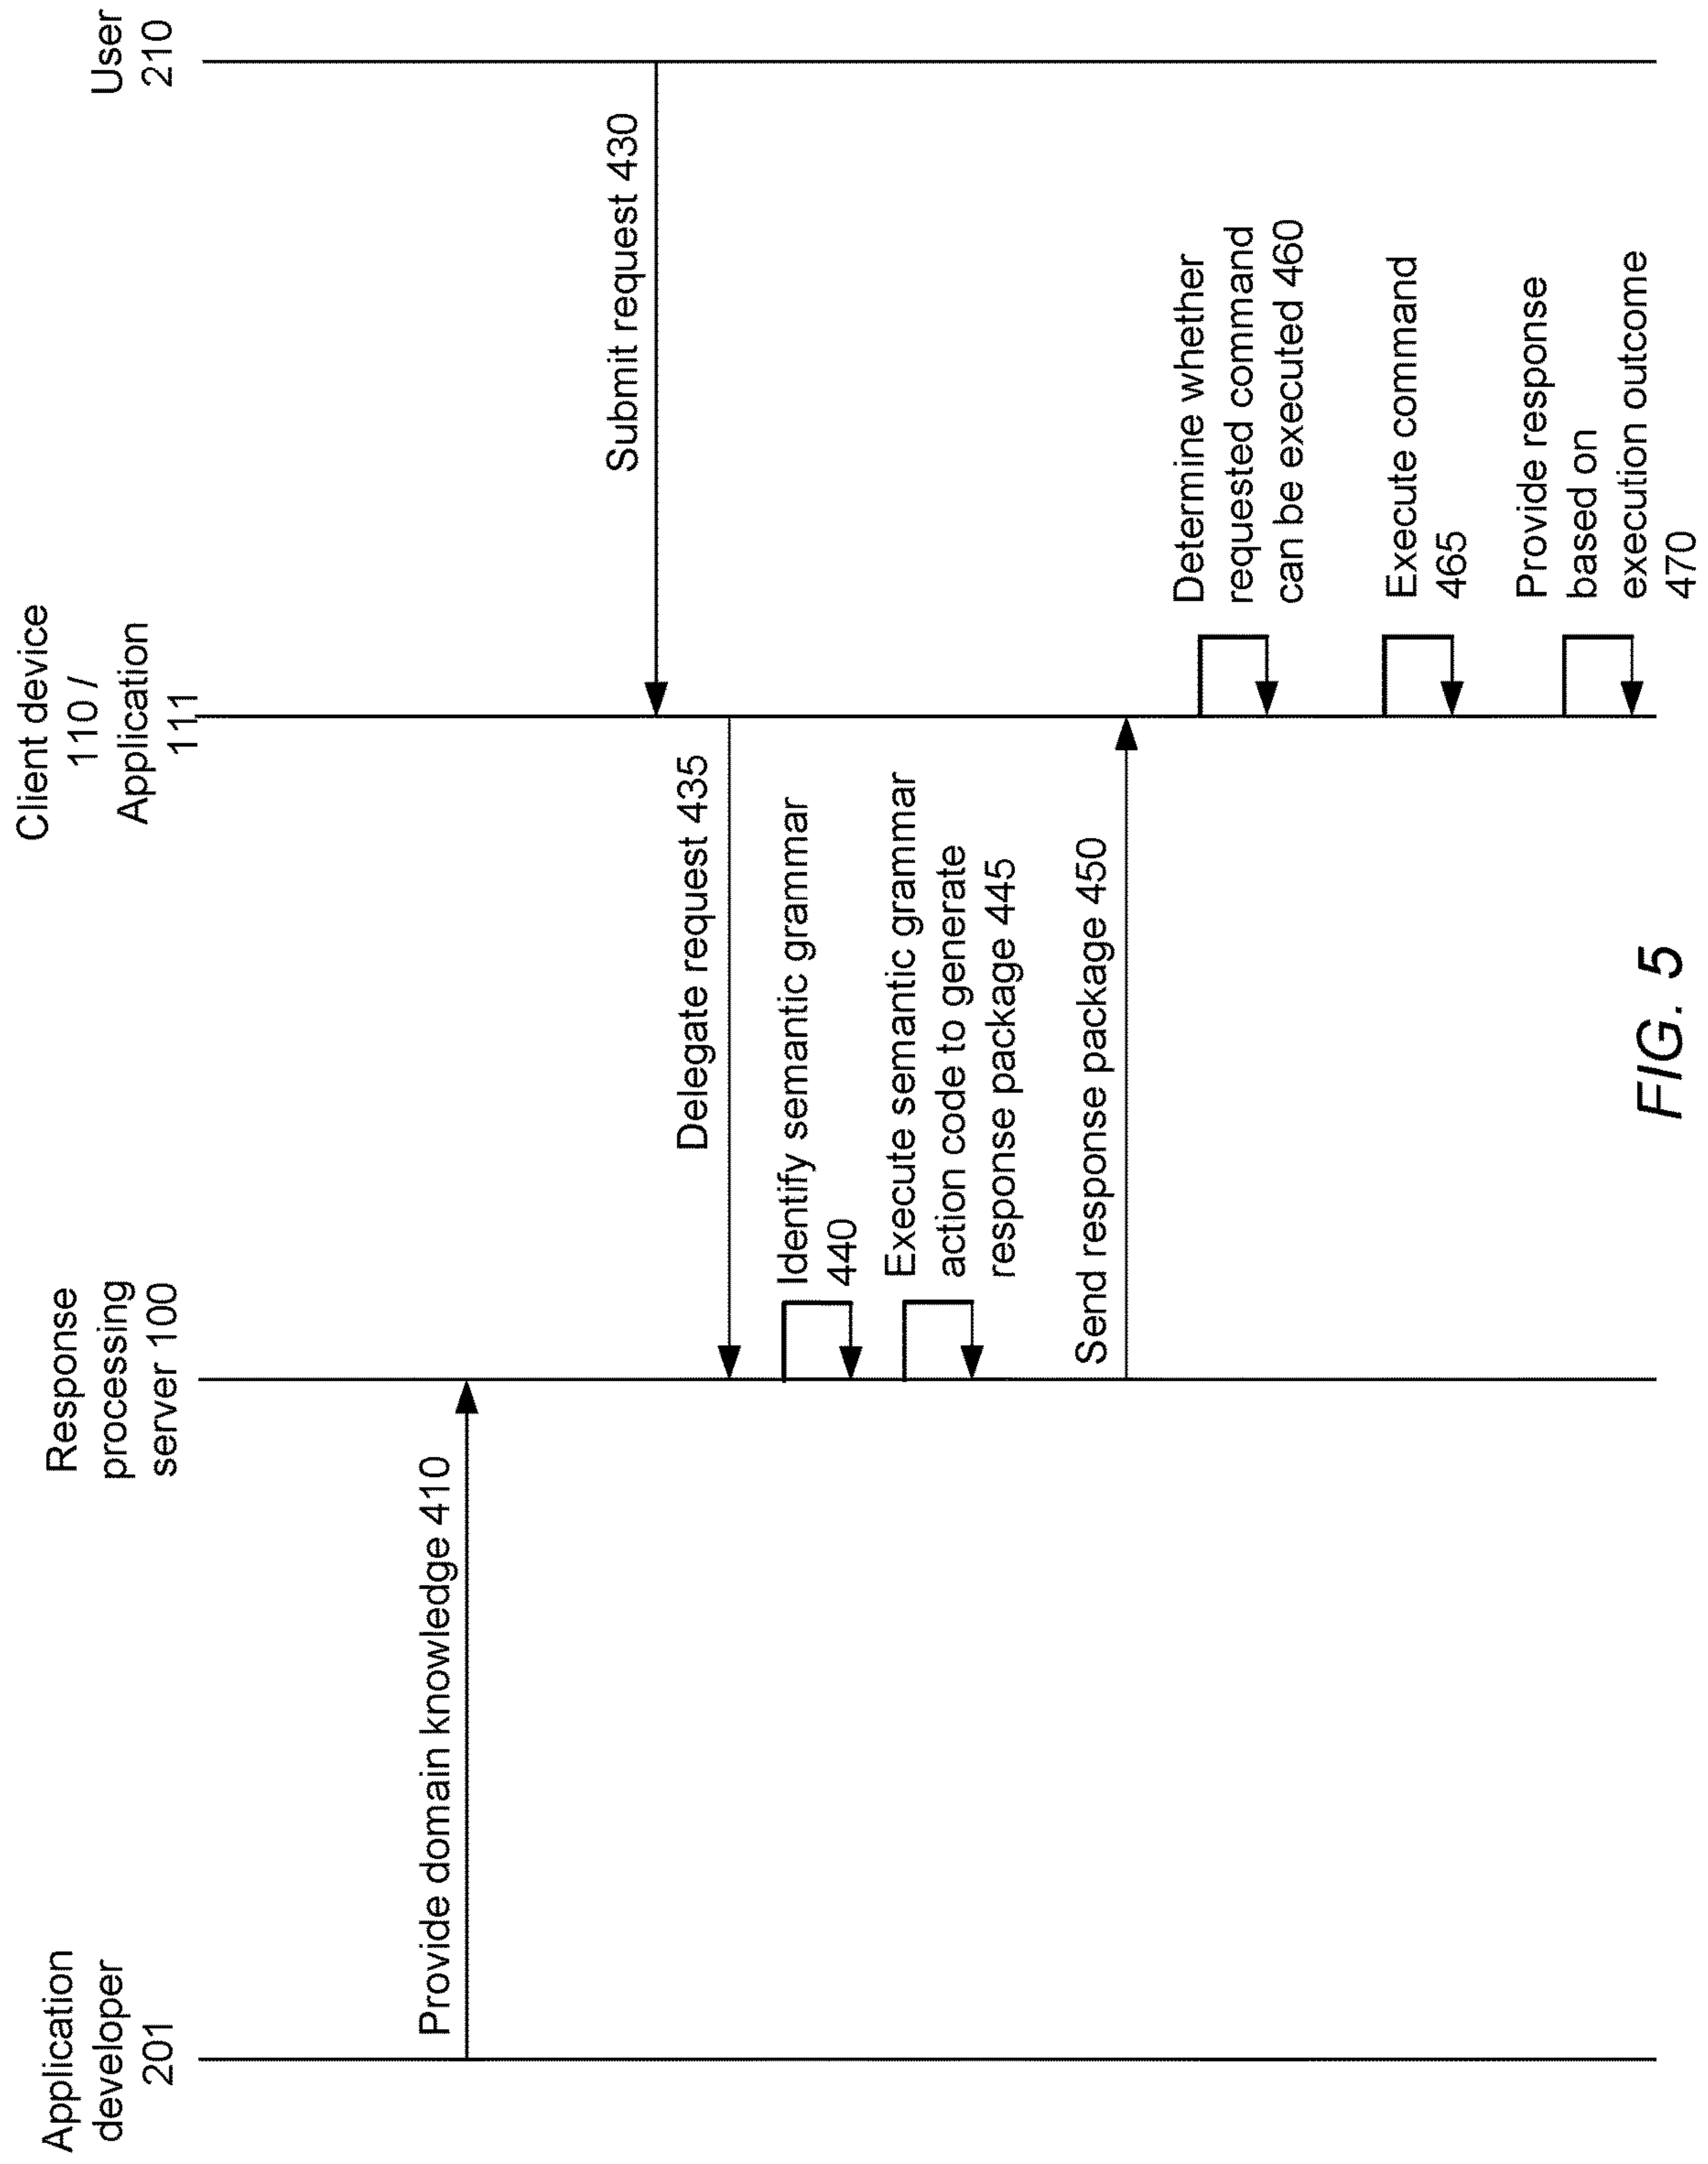 Application
developer
201
Response
processing
server 100
Client device
110 /
Application
111
User
210
Provide domain knowledge 410
Submit request 430
Delegate request 435
Identify semantic grammar
440
Execute semantic grammar
action code to generate
response package 445
Send response package 450
Determine whether
requested command
can be executed 460
Execute command
465
Provide response
based on
execution outcome
470
FIG. 5